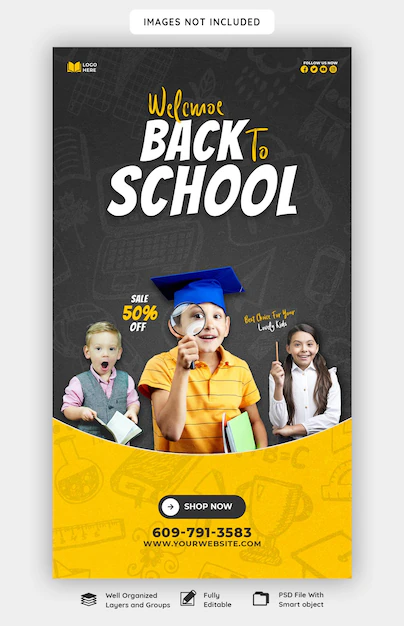 IMAGES NOT INCLUDED
LOGO
HERE
FOLLOW US NOW
Welcmoe
BACK To
SCHOOL
SALE
50%
OFF
Best Choice For Your
Lovely Kids
SHOP NOW
609-791-3583
WWW.YOURWEBSITE.COM
Well Organized
Layers and Groups
Fully
Editable
PSD File With
Smart object